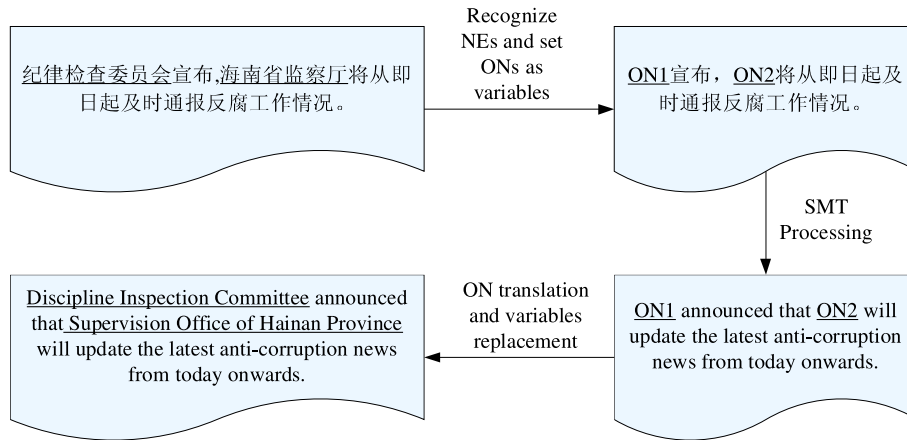 纪律检查委员会宣布,海南省监察厅将从即
日起及时通报反腐工作情况。
Recognize
NEs and set
ONs as
variables
ON1宣布，ON2将从即日起及
时通报反腐工作情况。
SMT
Processing
ON1 announced that ON2 will
update the latest anti-corruption
news from today onwards.
ON translation
and variables
replacement
Discipline Inspection Committee announced
that Supervision Office of Hainan Province
will update the latest anti-corruption news
from today onwards.